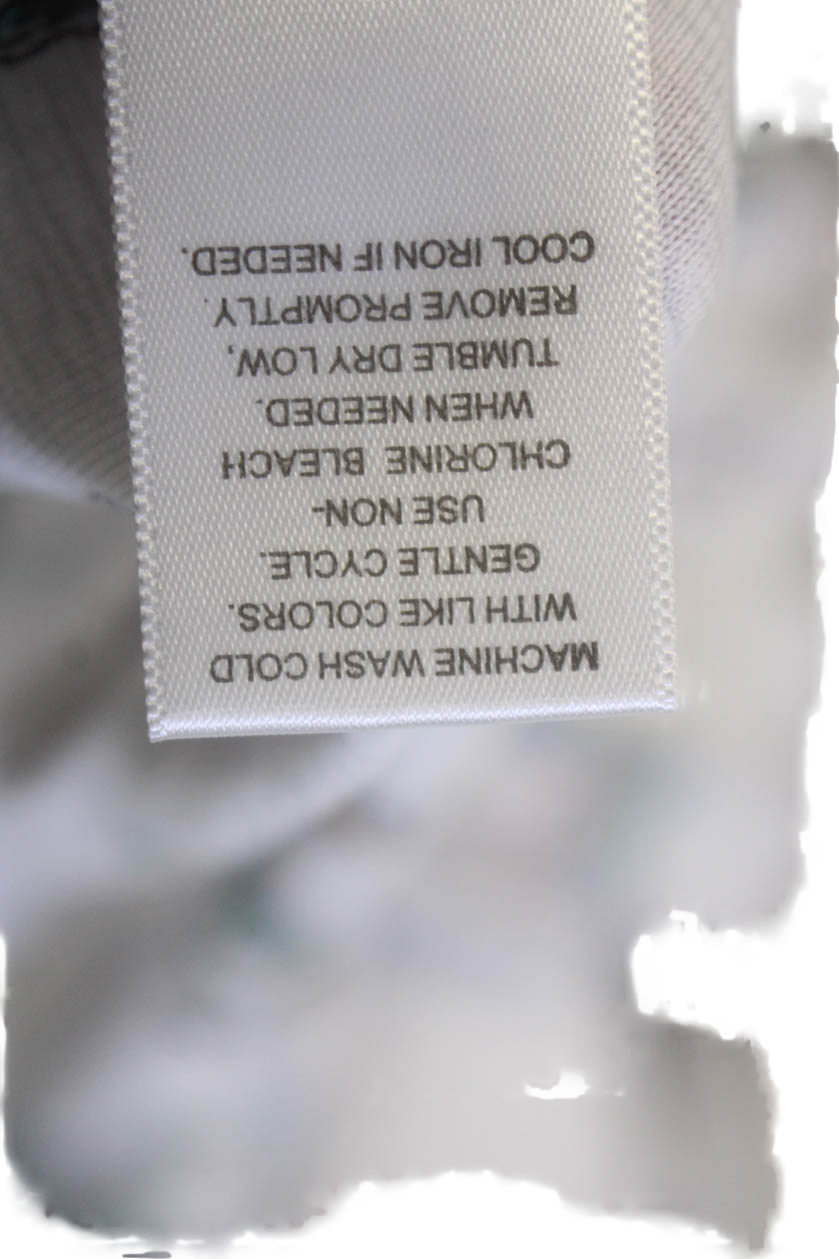 MACHINE WASH COLD
WITH LIKE COLORS.
GENTLE CYCLE.
USE NON-
CHLORINE BLEACH
WHEN NEEDED.
TUMBLE DRY LOW,
REMOVE PROMPTLY.
COOL IRON IF NEEDED.